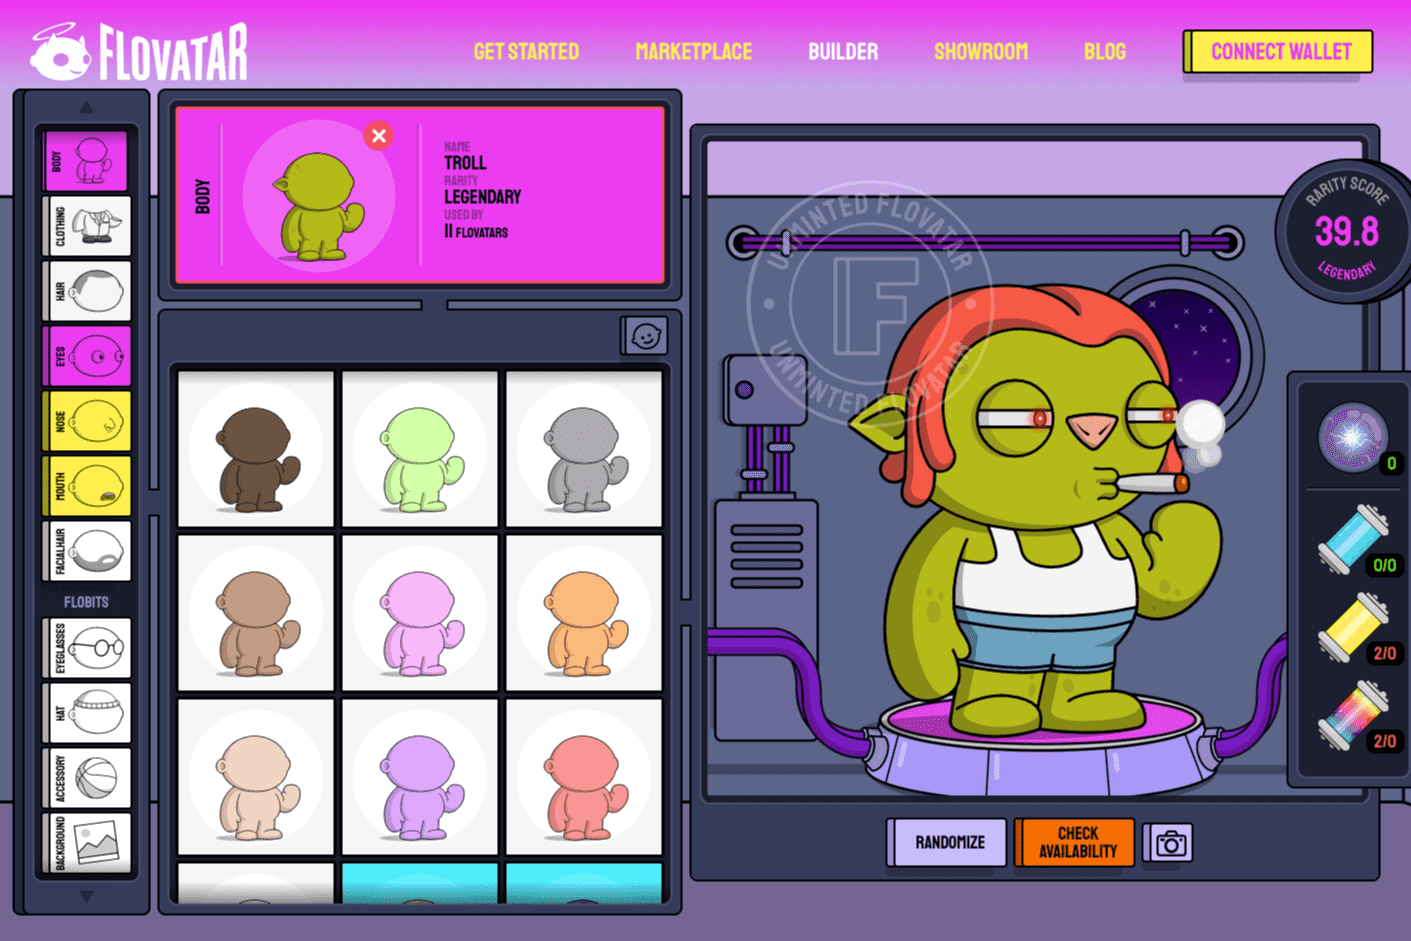 FLOVATAR
GET STARTED
MARKETPLACE
BUILDER
SHOWROOM
BLOG
CONNECT WALLET
BODY
CLOTHING
HAIR
EYES
NOSE
MOUTH
FACIALHAIR
FLOBITS
EYEGLASSES
HAT
ACCESSORY
BACKGROUND
BODY
NAME
TROLL
RARITY
LEGENDARY
USED BY
11 FLOVATARS
UNMINTED FLOVATAR
F
UNMINTED FLOVATAR
RARITY SCORE
39.8
LEGENDARY
0
0/0
2/0
2/0
RANDOMIZE
CHECK
AVAILABILITY